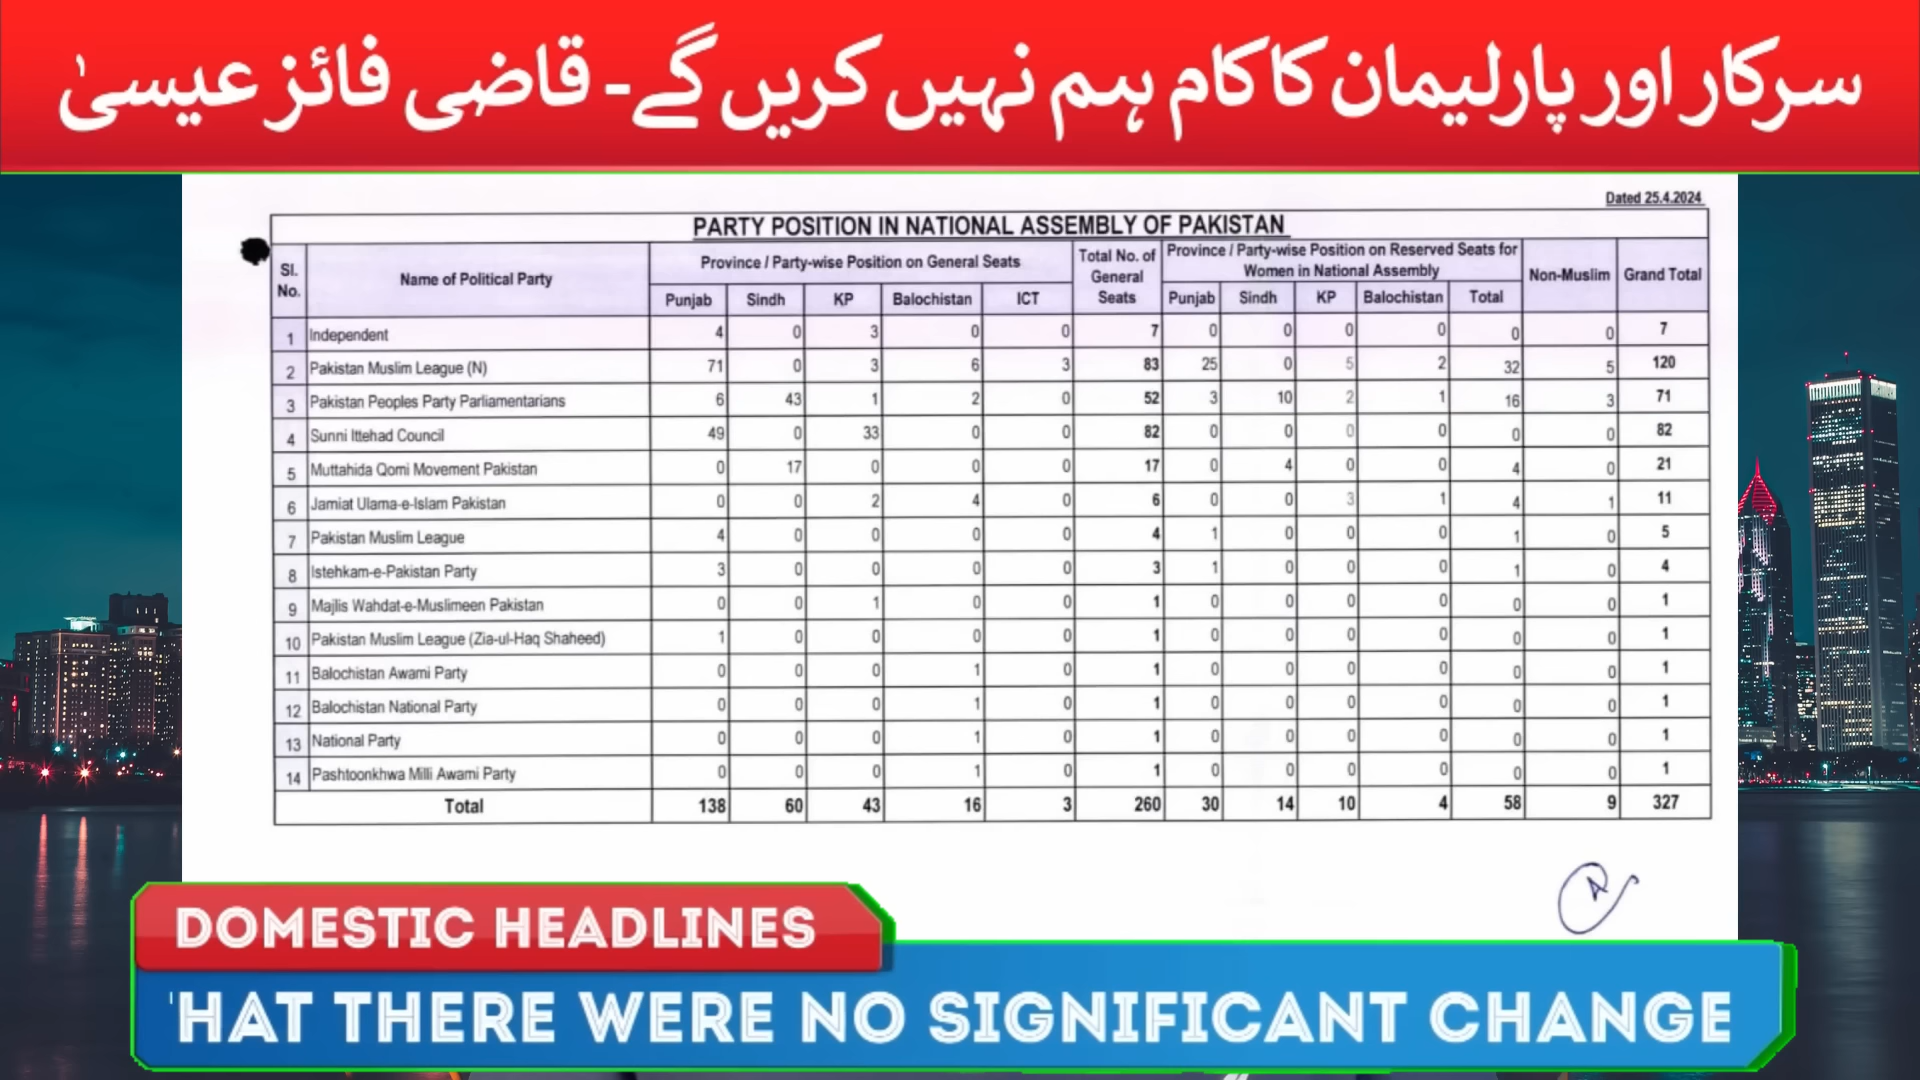 سرکار اور پارلیمان کا کام ہم نہیں کریں گے- قاضی فائز عیسیٰ
Dated 25.4.2024
PARTY POSITION IN NATIONAL ASSEMBLY OF PAKISTAN
Sl. No. Name of Political Party Province / Party-wise Position on General Seats Total No. of General Seats Province / Party-wise Position on Reserved Seats for Women in National Assembly Non-Muslim Grand Total
Punjab Sindh KP Balochistan ICT Punjab Sindh KP Balochistan Total
1 Independent 4 0 3 0 0 7 0 0 0 0 0 0 7
2 Pakistan Muslim League (N) 71 0 3 6 3 83 25 0 5 2 32 5 120
3 Pakistan Peoples Party Parliamentarians 6 43 1 2 0 52 3 10 2 1 16 3 71
4 Sunni Ittehad Council 49 0 33 0 0 82 0 0 0 0 0 0 82
5 Muttahida Qomi Movement Pakistan 0 17 0 0 0 17 0 4 0 0 4 0 21
6 Jamiat Ulama-e-Islam Pakistan 0 0 2 4 0 6 0 0 3 1 4 1 11
7 Pakistan Muslim League 4 0 0 0 0 4 1 0 0 0 1 0 5
8 Istehkam-e-Pakistan Party 3 0 0 0 0 3 1 0 0 0 1 0 4
9 Majlis Wahdat-e-Muslimeen Pakistan 0 0 1 0 0 1 0 0 0 0 0 0 1
10 Pakistan Muslim League (Zia-ul-Haq Shaheed) 1 0 0 0 0 1 0 0 0 0 0 0 1
11 Balochistan Awami Party 0 0 0 1 0 1 0 0 0 0 0 0 1
12 Balochistan National Party 0 0 0 1 0 1 0 0 0 0 0 0 1
13 National Party 0 0 0 1 0 1 0 0 0 0 0 0 1
14 Pashtoonkhwa Milli Awami Party 0 0 0 1 0 1 0 0 0 0 0 0 1
Total 138 60 43 16 3 260 30 14 10 4 58 9 327
DOMESTIC HEADLINES
HAT THERE WERE NO SIGNIFICANT CHANGE